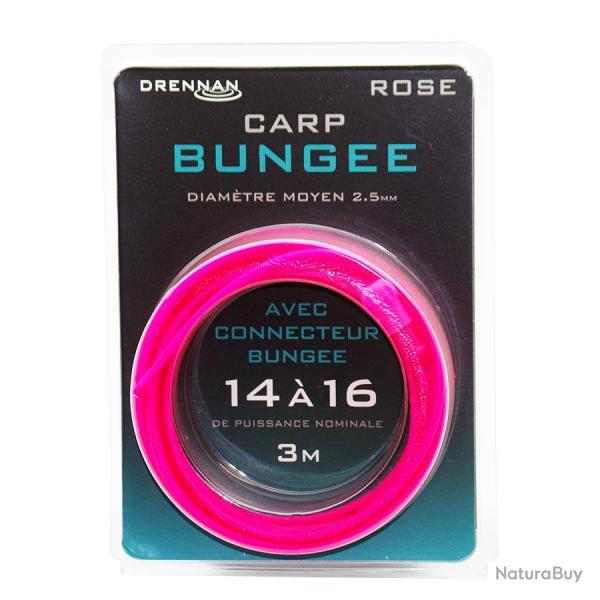 DRENNAN ROSE
CARP
BUNGEE
DIAMÈTRE MOYEN 2.5MM
AVEC
CONNECTEUR
BUNGEE
14 À 16
DE PUISSANCE NOMINALE
3M
NaturaBuy